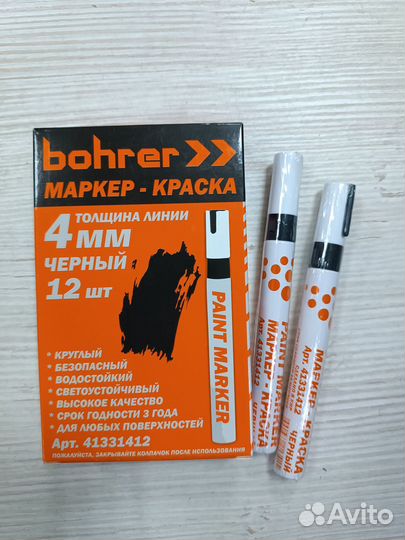 bohrer
МАРКЕР - КРАСКА
ТОЛЩИНА ЛИНИИ
4 ММ
ЧЕРНЫЙ
12 шт
PAINT MARKER
• КРУГЛЫЙ
• БЕЗОПАСНЫЙ
• ВОДОСТОЙКИЙ
• СВЕТОУСТОЙЧИВЫЙ
• ВЫСОКОЕ КАЧЕСТВО
• СРОК ГОДНОСТИ 3 ГОДА
• ДЛЯ ЛЮБЫХ ПОВЕРХНОСТЕЙ
Арт. 41331412
ПОЖАЛУЙСТА, ЗАКРЫВАЙТЕ КОЛПАЧОК ПОСЛЕ ИСПОЛЬЗОВАНИЯ
PAINT MARKER
МАРКЕР - КРАСКА
Арт. 41331412
МАРКЕР - КРАСКА
Арт. 41331412
ЧЕРНЫЙ
Avito